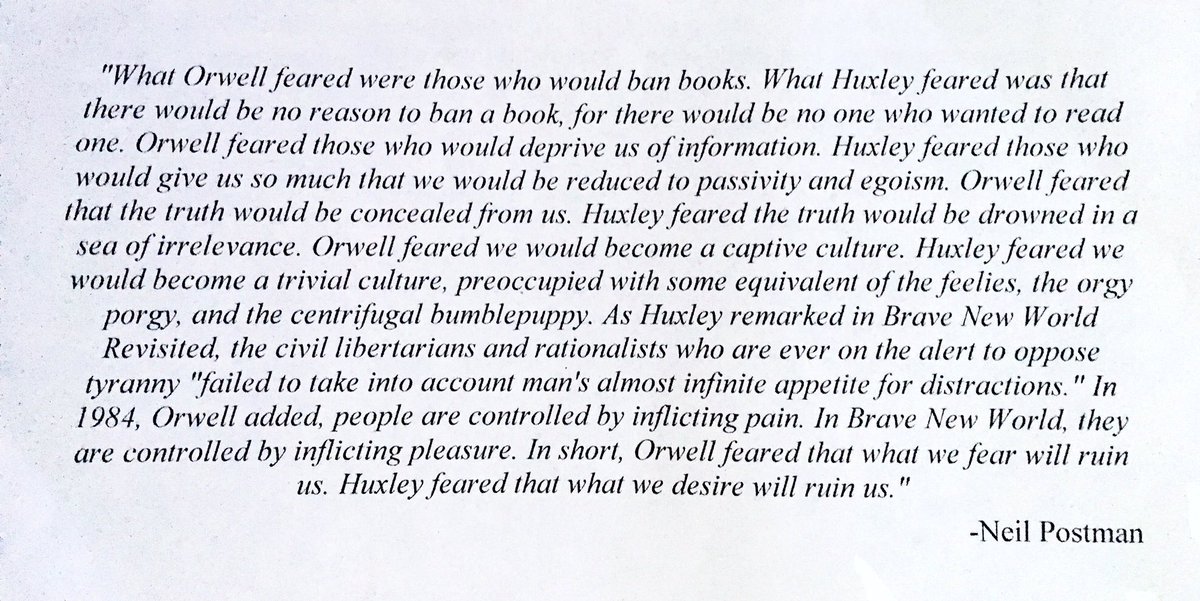 "What Orwell feared were those who would ban books. What Huxley feared was that
there would be no reason to ban a book, for there would be no one who wanted to read
one. Orwell feared those who would deprive us of information. Huxley feared those who
would give us so much that we would be reduced to passivity and egoism. Orwell feared
that the truth would be concealed from us. Huxley feared the truth would be drowned in a
sea of irrelevance. Orwell feared we would become a captive culture. Huxley feared we
would become a trivial culture, preoccupied with some equivalent of the feelies, the orgy
porgy, and the centrifugal bumblepuppy. As Huxley remarked in Brave New World
Revisited, the civil libertarians and rationalists who are ever on the alert to oppose
tyranny "failed to take into account man's almost infinite appetite for distractions." In
1984, Orwell added, people are controlled by inflicting pain. In Brave New World, they
are controlled by inflicting pleasure. In short, Orwell feared that what we fear will ruin
us. Huxley feared that what we desire will ruin us."
-Neil Postman